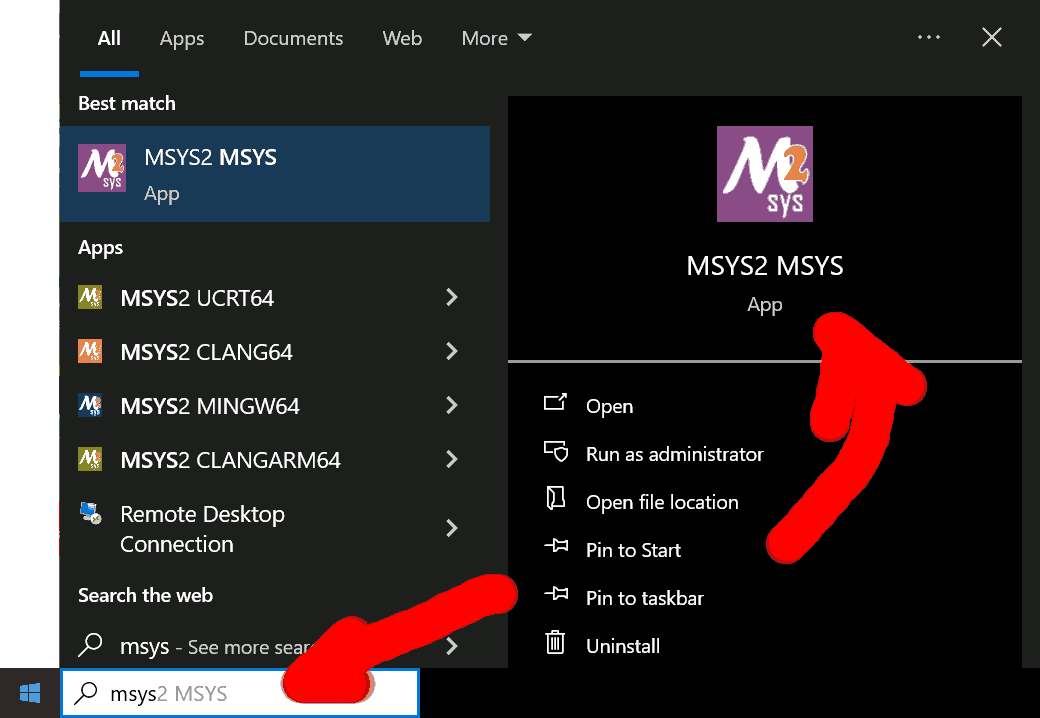 All Apps Documents Web More
Best match
MSYS2 MSYS
App
Apps
MSYS2 UCRT64
MSYS2 CLANG64
MSYS2 MINGW64
MSYS2 CLANGARM64
Remote Desktop
Connection
Search the web
msys - See more
msys2 MSYS
M2
sys
MSYS2 MSYS
App
Open
Run as administrator
Open file location
Pin to Start
Pin to taskbar
Uninstall